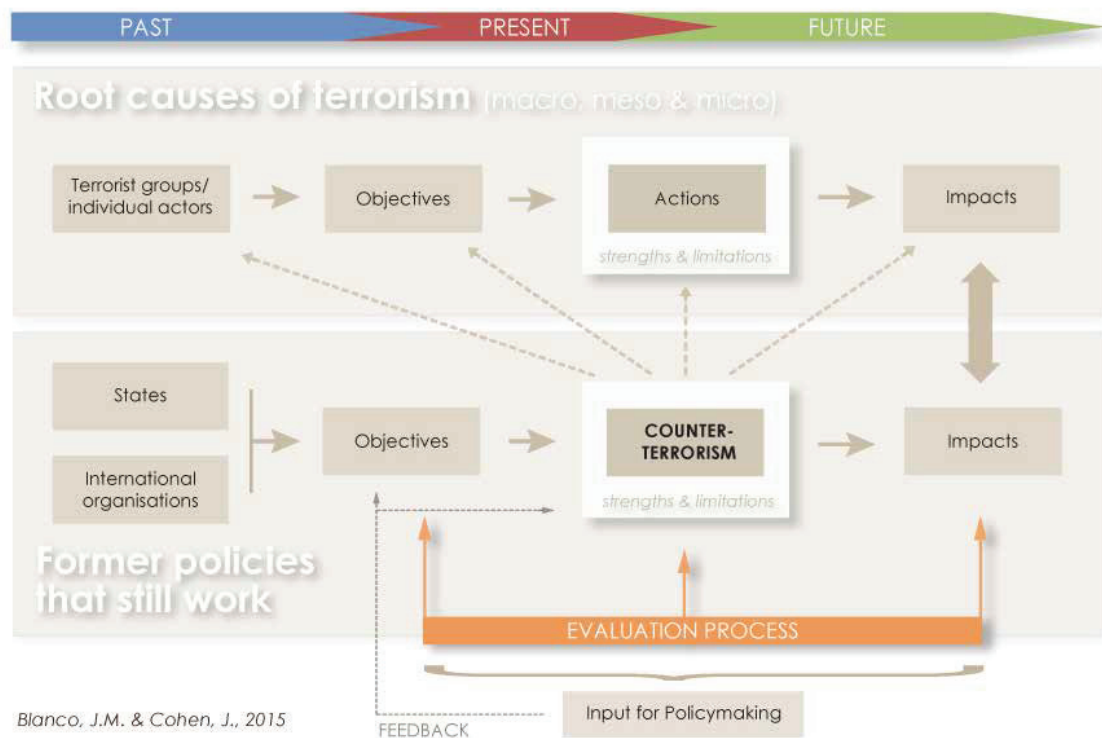 PAST
PRESENT
FUTURE
Root causes of terrorism (macro, meso & micro)
Terrorist groups/
individual actors
Objectives
Actions
strengths & limitations
Impacts
States
International
organisations
Objectives
COUNTER-
TERRORISM
strengths & limitations
Impacts
Former policies
that still work
EVALUATION PROCESS
Input for Policymaking
FEEDBACK
Blanco, J.M. & Cohen, J., 2015